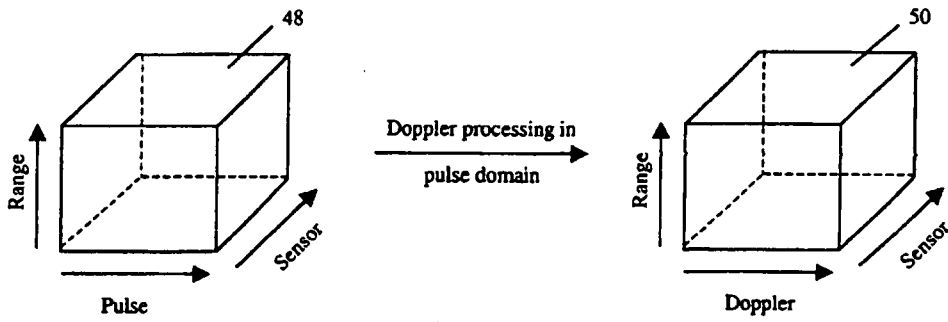 48
50
Range
Sensor
Pulse
Doppler processing in
pulse domain
Range
Sensor
Doppler